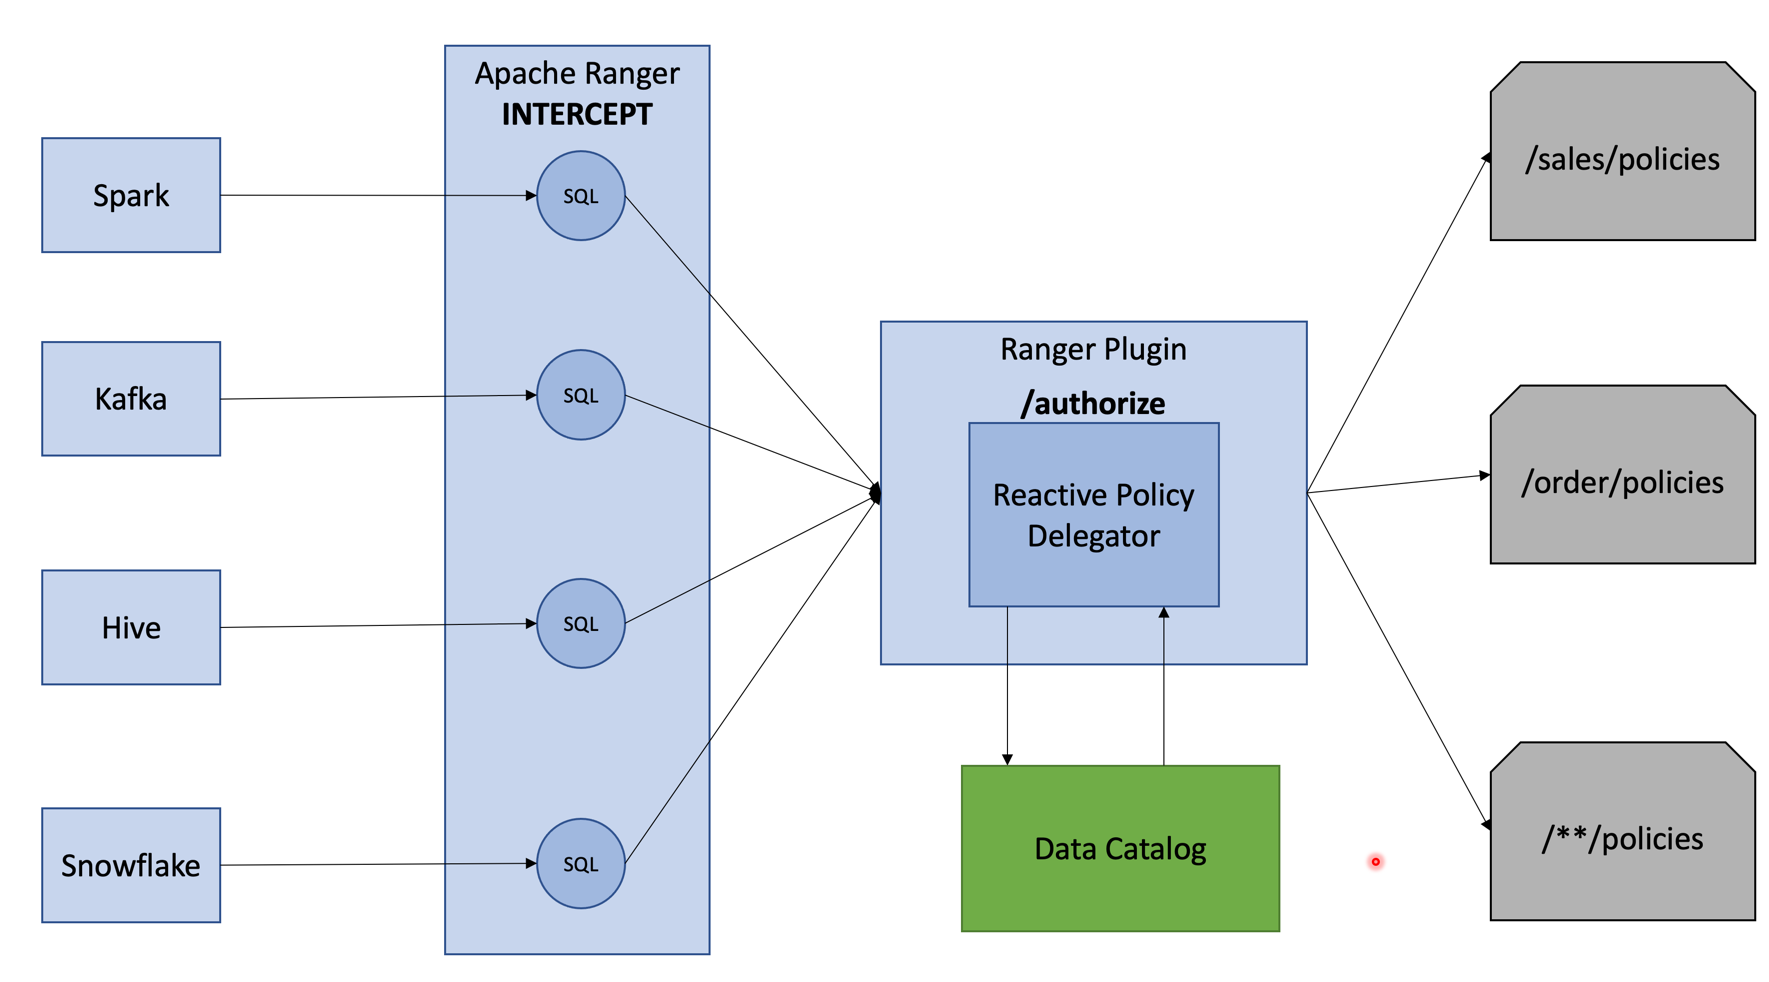 Apache Ranger
INTERCEPT
Spark
SQL
Kafka
SQL
Hive
SQL
Snowflake
SQL
Ranger Plugin
/authorize
Reactive Policy
Delegator
Data Catalog
/sales/policies
/order/policies
/**/policies